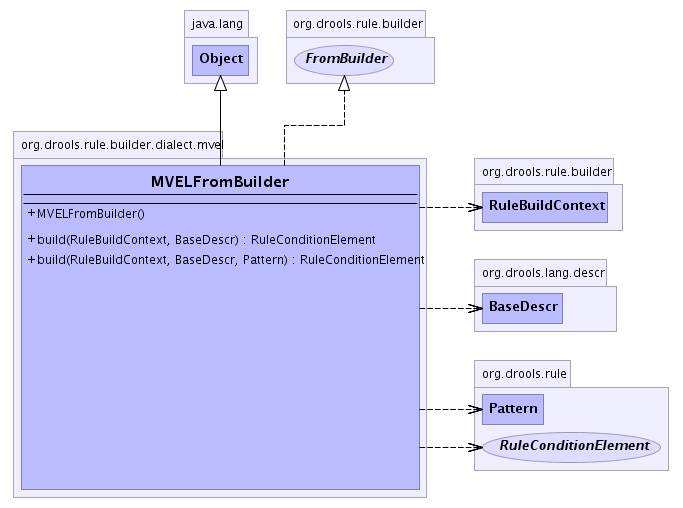 java.lang
Object
org.drools.rule.builder
FromBuilder
org.drools.rule.builder.dialect.mvel
MVELFromBuilder
+MVELFromBuilder()
+build(RuleBuildContext, BaseDescr) : RuleConditionElement
+build(RuleBuildContext, BaseDescr, Pattern) : RuleConditionElement
org.drools.rule.builder
RuleBuildContext
org.drools.lang.descr
BaseDescr
org.drools.rule
Pattern
RuleConditionElement